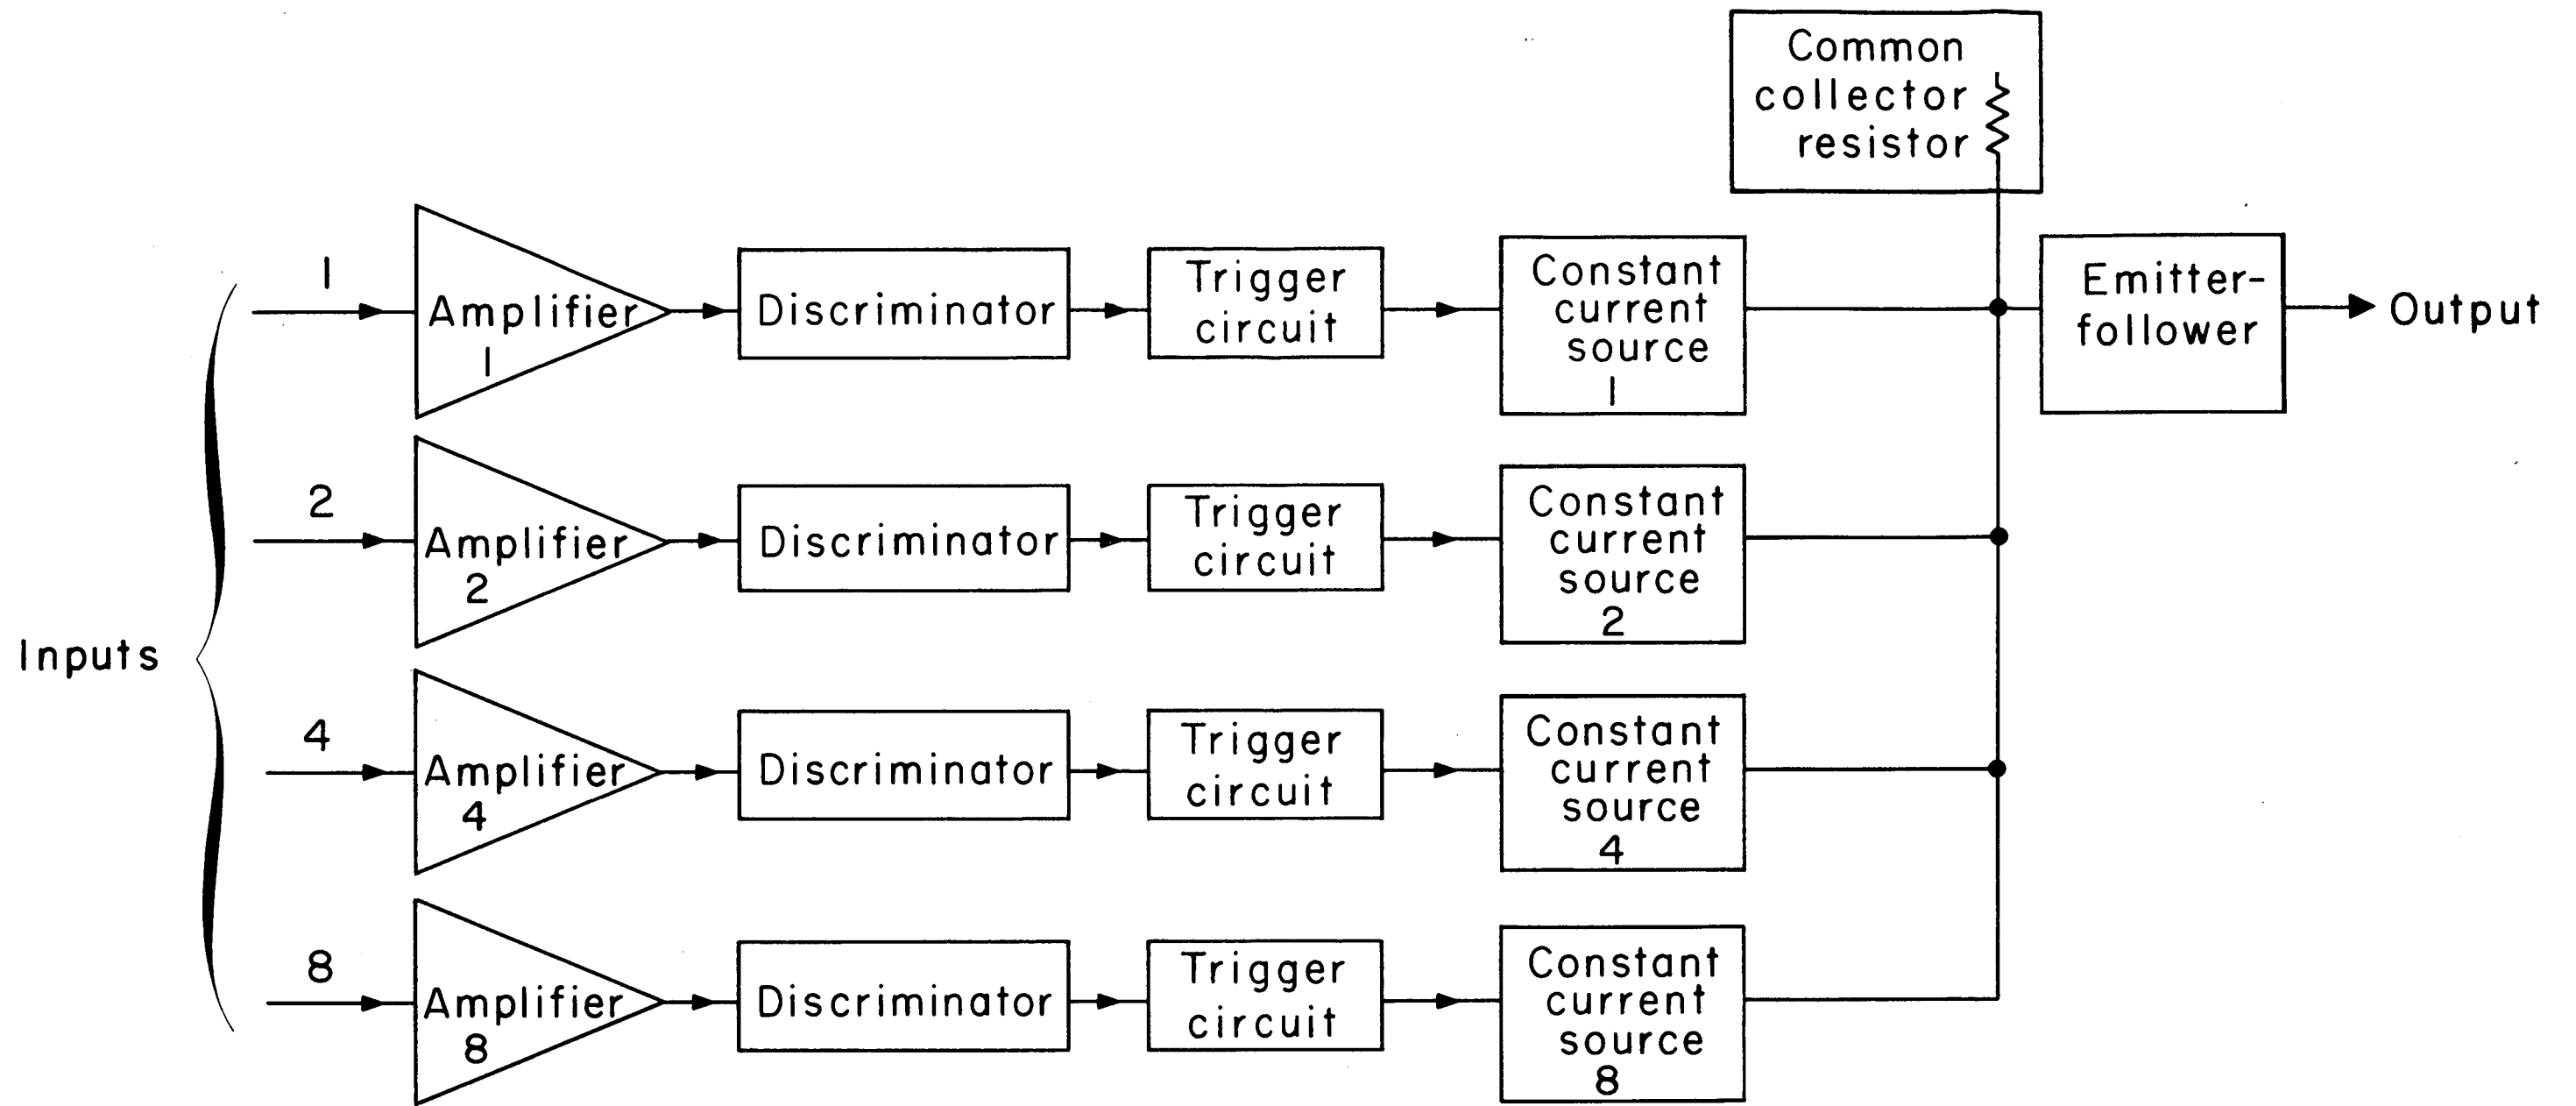 Common
collector
resistor
1
Amplifier
1
Discriminator
Trigger
circuit
Constant
current
source
1
Emitter-
follower
Output
2
Amplifier
2
Discriminator
Trigger
circuit
Constant
current
source
2
Inputs
4
Amplifier
4
Discriminator
Trigger
circuit
Constant
current
source
4
8
Amplifier
8
Discriminator
Trigger
circuit
Constant
current
source
8